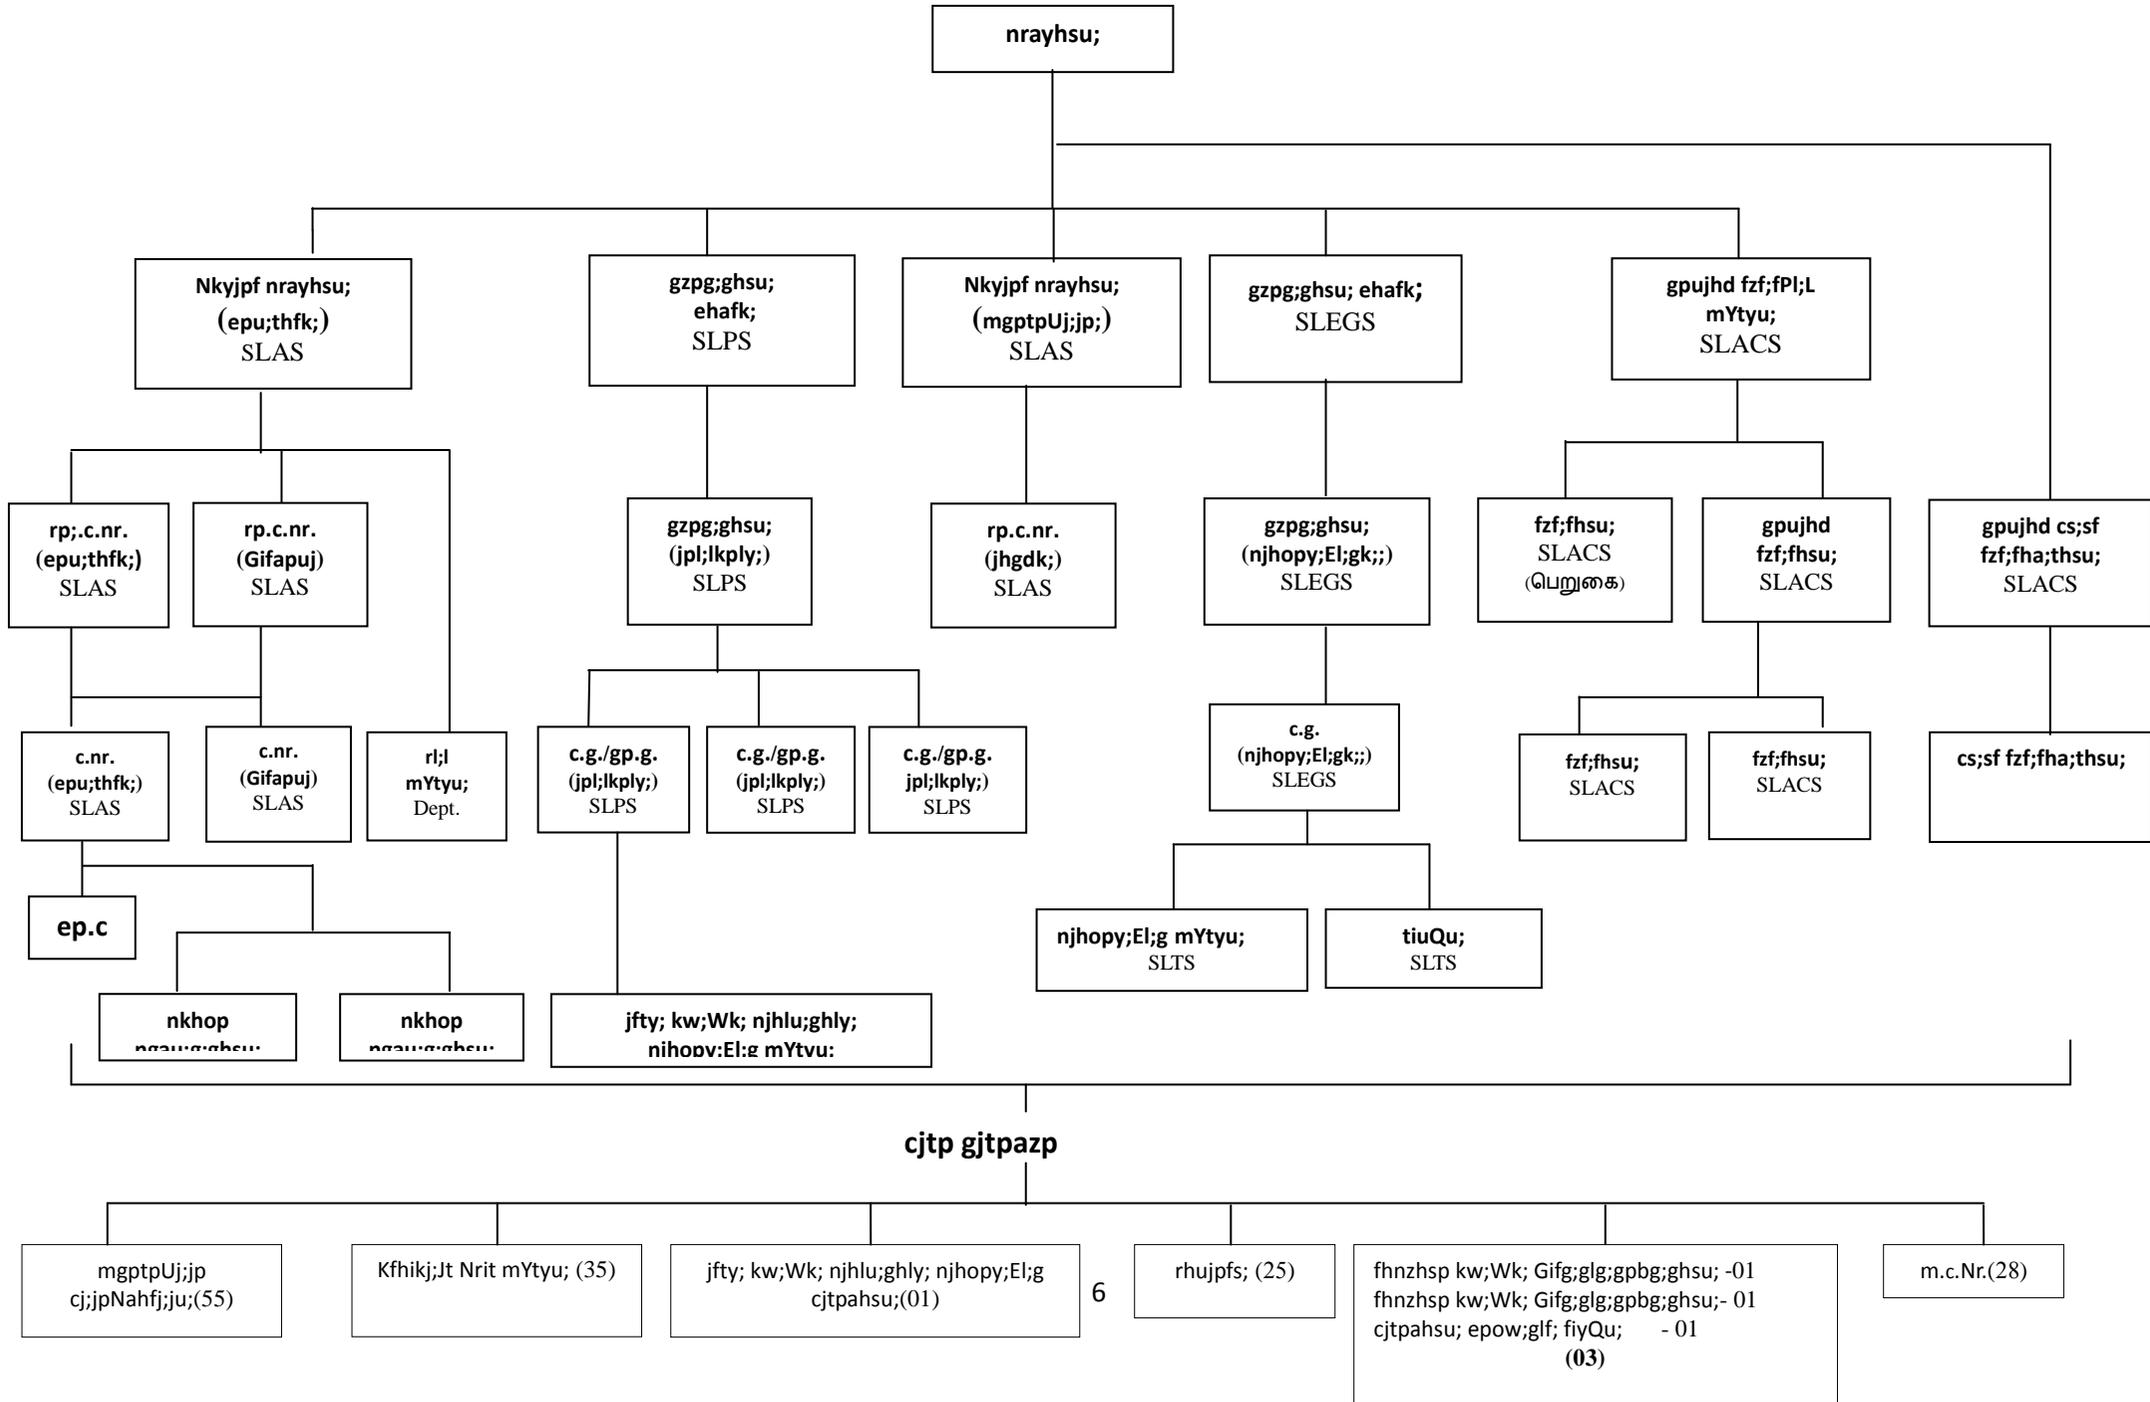 nrayhsu;
Nkyjpf nrayhsu;
(epu;thfk;)
SLAS
gzpg;ghsu;
ehafk;
SLPS
Nkyjpf nrayhsu;
(mgptpUj;jp;)
SLAS
gzpg;ghsu; ehafk;
SLEGS
gpujhd fzf;fPl;L
mYtyu;
SLACS
rp;.c.nr.
(epu;thfk;)
SLAS
rp.c.nr.
(Gifapuj)
SLAS
gzpg;ghsu;
(jpl;lkply;)
SLPS
rp.c.nr.
(jhgdk;)
SLAS
gzpg;ghsu;
(njhopy;El;gk;;)
SLEGS
fzf;fhsu;
SLACS
(பெறுகை)
gpujhd
fzf;fhsu;
SLACS
gpujhd cs;sf
fzf;fha;thsu;
SLACS
c.nr.
(epu;thfk;)
SLAS
c.nr.
(Gifapuj)
SLAS
rl;l
mYtyu;
Dept.
c.g./gp.g.
(jpl;lkply;)
SLPS
c.g./gp.g.
(jpl;lkply;)
SLPS
c.g./gp.g.
jpl;lkply;)
SLPS
c.g.
(njhopy;El;gk;;)
SLEGS
fzf;fhsu;
SLACS
fzf;fhsu;
SLACS
cs;sf fzf;fha;thsu;
ep.c
njhopy;El;g mYtyu;
SLTS
tiuQu;
SLTS
nkhop
ngau;g;ghsu;
nkhop
ngau;g;ghsu;
jfty; kw;Wk; njhlu;ghly;
njhopy;El;g mYtyu;
cjtp gjtpazp
mgptpUj;jp
cj;jpNahfj;ju;(55)
Kfhikj;Jt Nrit mYtyu; (35)
jfty; kw;Wk; njhlu;ghly; njhopy;El;g
cjtpahsu;(01)
6
rhujpfs; (25)
fhnzhsp kw;Wk; Gifg;glg;gpbg;ghsu; -01
fhnzhsp kw;Wk; Gifg;glg;gpbg;ghsu;- 01
cjtpahsu; epow;glf; fiyQu; - 01
(03)
m.c.Nr.(28)